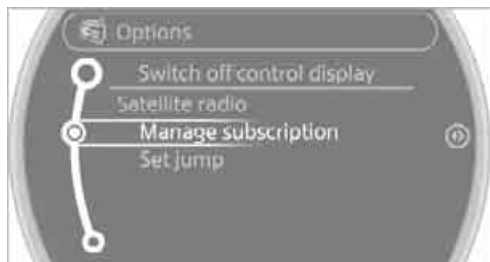 Options
Switch off control display
Satellite radio
Manage subscription
Set jump